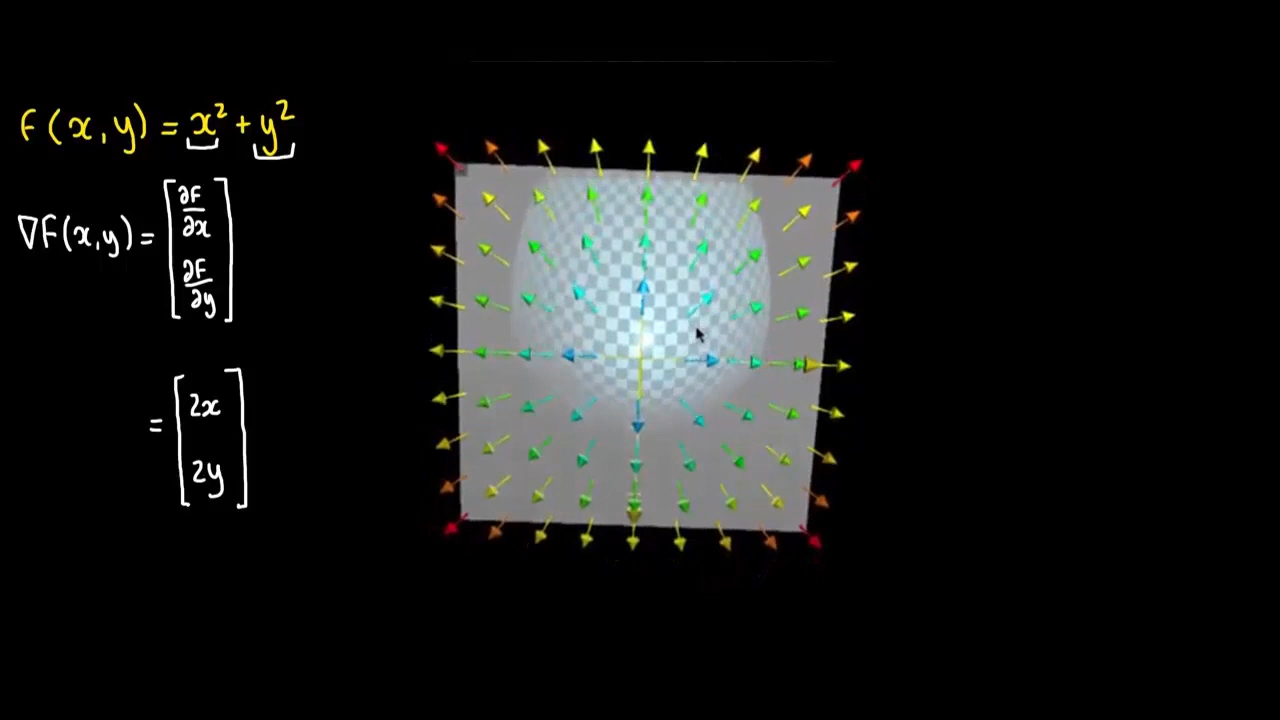 F(x,y) = x² + y²
∇F(x,y) = [∂F/∂x
∂F/∂y]
= [2x
2y]